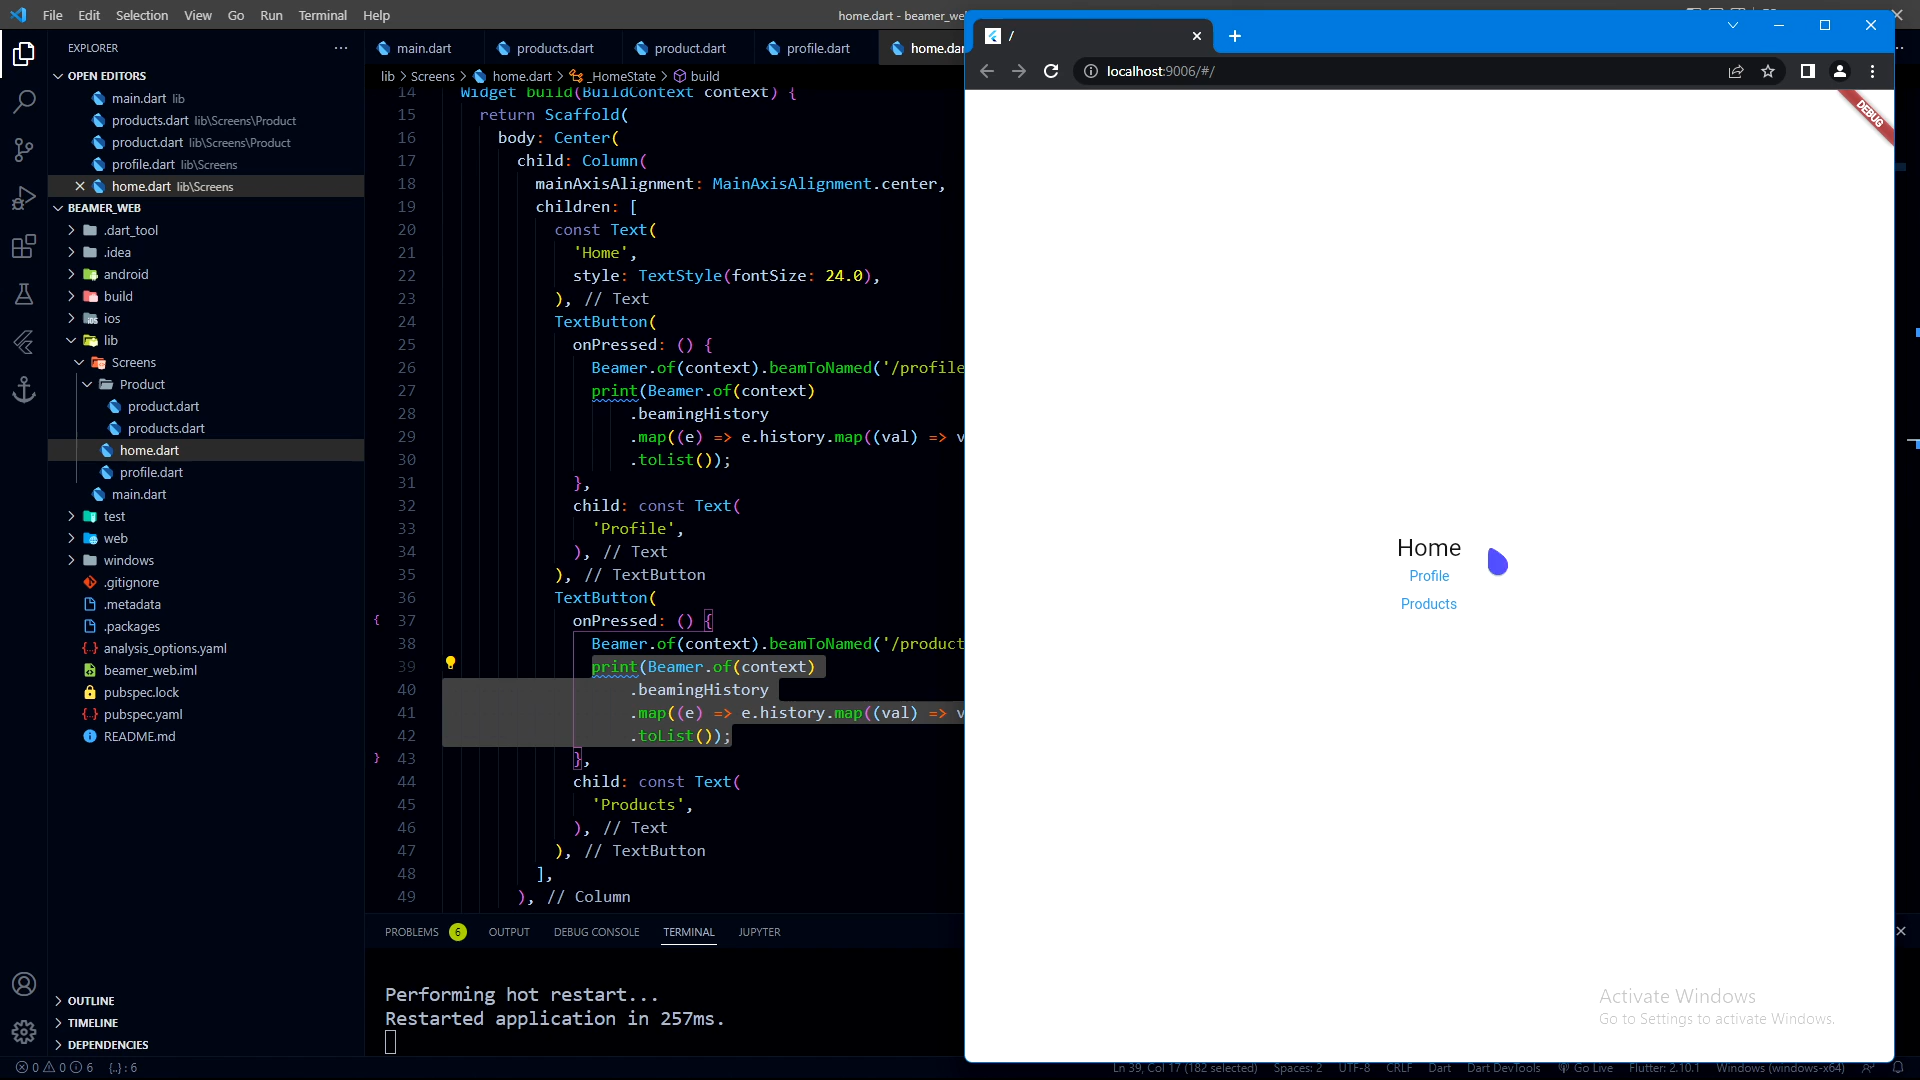 File Edit Selection View Go Run Terminal Help
home.dart - beamer_we
EXPLORER
OPEN EDITORS
main.dart lib
products.dart lib\Screens\Product
product.dart lib\Screens\Product
profile.dart lib\Screens
home.dart lib\Screens
BEAMER_WEB
.dart_tool
.idea
android
build
ios
lib
Screens
Product
product.dart
products.dart
home.dart
profile.dart
main.dart
test
web
windows
.gitignore
.metadata
.packages
analysis_options.yaml
beamer_web.iml
pubspec.lock
pubspec.yaml
README.md
OUTLINE
TIMELINE
DEPENDENCIES
main.dart products.dart product.dart profile.dart home.dar
lib > Screens > home.dart > _HomeState > build
14 Widget build(BuildContext context) {
15 return Scaffold(
16 body: Center(
17 child: Column(
18 mainAxisAlignment: MainAxisAlignment.center,
19 children: [
20 const Text(
21 'Home',
22 style: TextStyle(fontSize: 24.0),
23 ), // Text
24 TextButton(
25 onPressed: () {
26 Beamer.of(context).beamToNamed('/profile
27 print(Beamer.of(context)
28 .beamingHistory
29 .map((e) => e.history.map((val) => v
30 .toList());
31 },
32 child: const Text(
33 'Profile',
34 ), // Text
35 ), // TextButton
36 TextButton(
37 onPressed: () {
38 Beamer.of(context).beamToNamed('/product
39 print(Beamer.of(context)
40 .beamingHistory
41 .map((e) => e.history.map((val) => v
42 .toList());
43 },
44 child: const Text(
45 'Products',
46 ), // Text
47 ), // TextButton
48 ],
49 ), // Column
PROBLEMS 6 OUTPUT DEBUG CONSOLE TERMINAL JUPYTER
Performing hot restart...
Restarted application in 257ms.
/
localhost:9006/#/
DEBUG
Home
Profile
Products
Activate Windows
Go to Settings to activate Windows.
0 0 6 {..}: 6
Ln 39, Col 17 (182 selected) Spaces: 2 UTF-8 CRLF Dart Dart DevTools Go Live Flutter: 2.10.1 Windows (windows-x64)